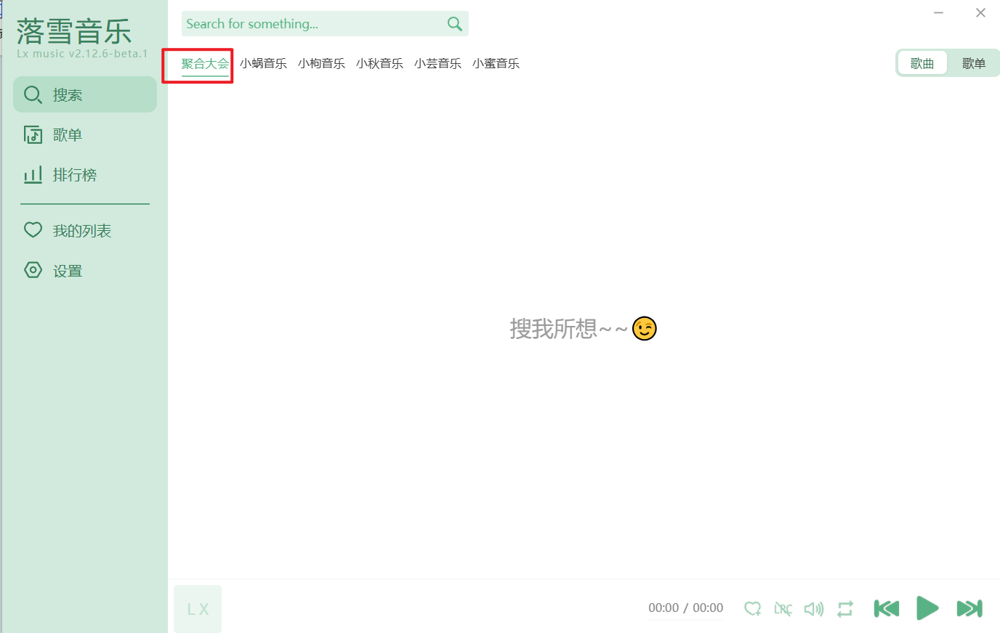 落雪音乐
Lx music v2.12.6-beta.1
搜索
歌单
排行榜
我的列表
设置
Search for something...
聚合大会 小蜗音乐 小枸音乐 小秋音乐 小芸音乐 小蜜音乐
歌曲 歌单
搜我所想~~😉
L X
00:00 / 00:00
LRC